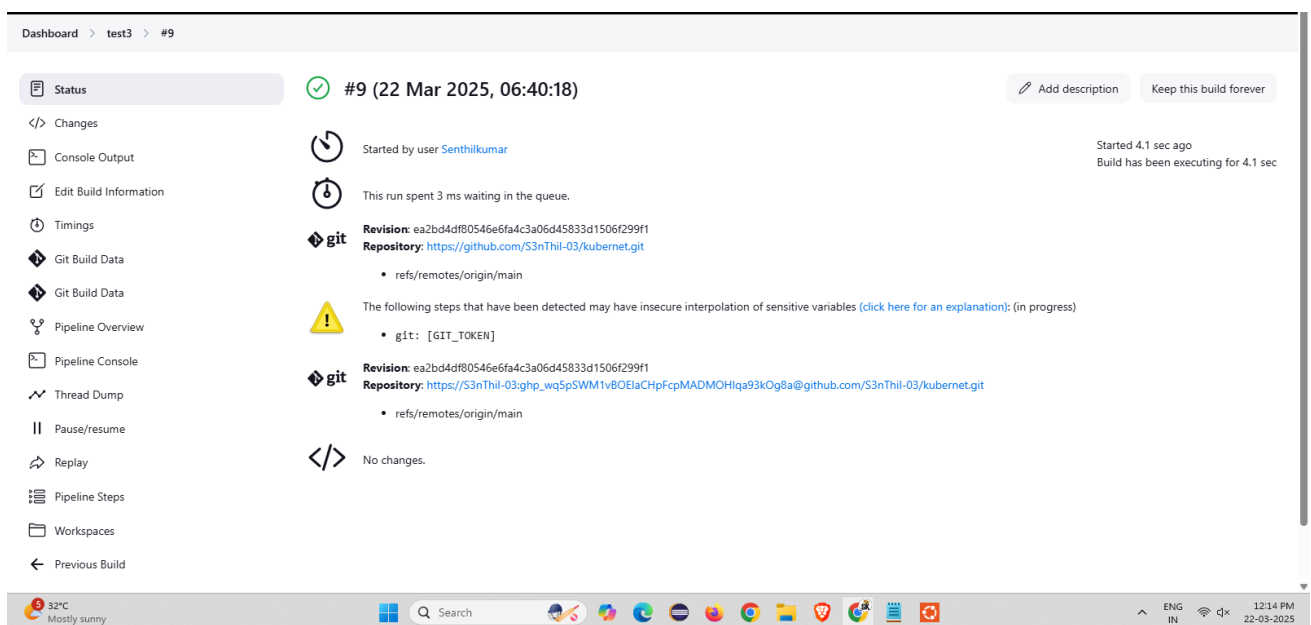 Dashboard > test3 > #9
Status
Changes
Console Output
Edit Build Information
Timings
Git Build Data
Git Build Data
Pipeline Overview
Pipeline Console
Thread Dump
Pause/resume
Replay
Pipeline Steps
Workspaces
Previous Build
#9 (22 Mar 2025, 06:40:18)
Add description
Keep this build forever
Started by user Senthilkumar
Started 4.1 sec ago
Build has been executing for 4.1 sec
This run spent 3 ms waiting in the queue.
git
Revision: ea2bd4df80546e6fa4c3a06d45833d1506f299f1
Repository: https://github.com/S3nThil-03/kubernet.git
• refs/remotes/origin/main
The following steps that have been detected may have insecure interpolation of sensitive variables (click here for an explanation): (in progress)
• git: [GIT_TOKEN]
git
Revision: ea2bd4df80546e6fa4c3a06d45833d1506f299f1
Repository: https://S3nThil-03:ghp_wq5pSWM1vBOEIaCHpFcpMADMOHIqa93kOg8a@github.com/S3nThil-03/kubernet.git
• refs/remotes/origin/main
No changes.
5
32°C
Mostly sunny
Search
ENG
IN
12:14 PM
22-03-2025